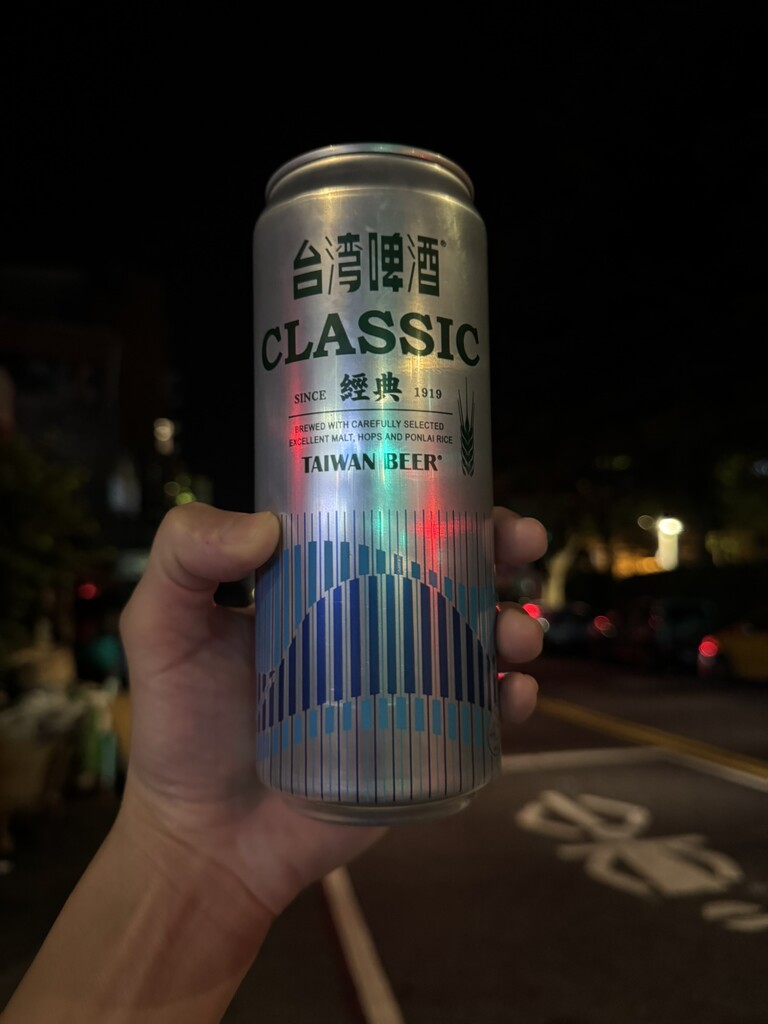 台湾啤酒®
CLASSIC
SINCE 經典 1919
BREWED WITH CAREFULLY SELECTED
EXCELLENT MALT, HOPS AND PONLAI RICE
TAIWAN BEER®